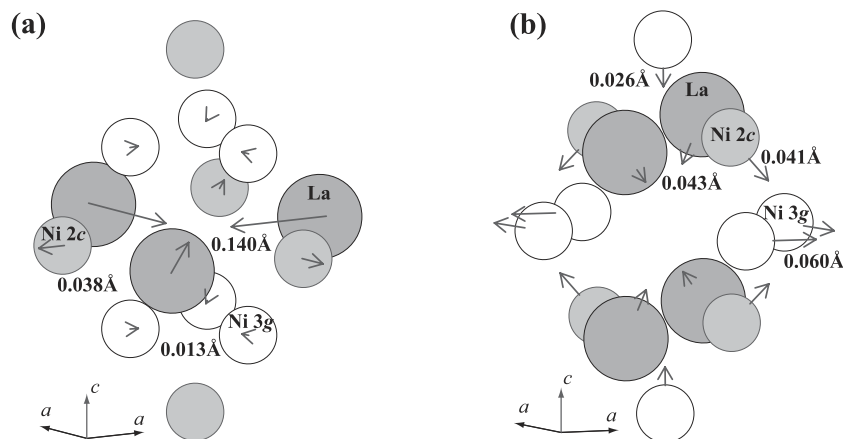 (a)
La
Ni 2c
0.140Å
0.038Å
Ni 3g
0.013Å
c
a
a
(b)
0.026Å
La
Ni 2c
0.041Å
0.043Å
Ni 3g
0.060Å
c
a
a